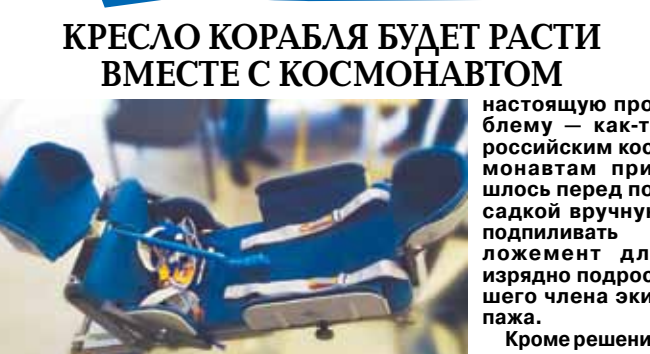 КРЕСЛО КОРАБЛЯ БУДЕТ РАСТИ
ВМЕСТЕ С КОСМОНАВТОМ
настоящую про
блему — как-т
российским кос
монавтам при
шлось перед по
садкой вручную
подпиливать
ложемент дл
изрядно подрос
шего члена эки
пажа.
Кроме решени